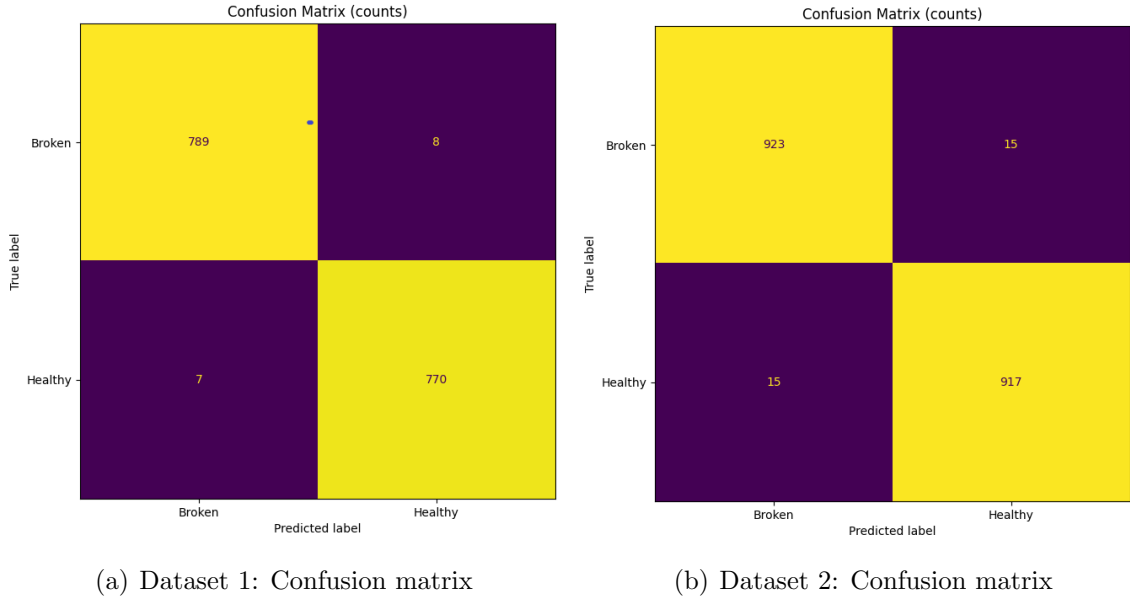 Confusion Matrix (counts)
True label
Broken
789
8
Healthy
7
770
Broken
Healthy
Predicted label
(a) Dataset 1: Confusion matrix
Confusion Matrix (counts)
True label
Broken
923
15
Healthy
15
917
Broken
Healthy
Predicted label
(b) Dataset 2: Confusion matrix